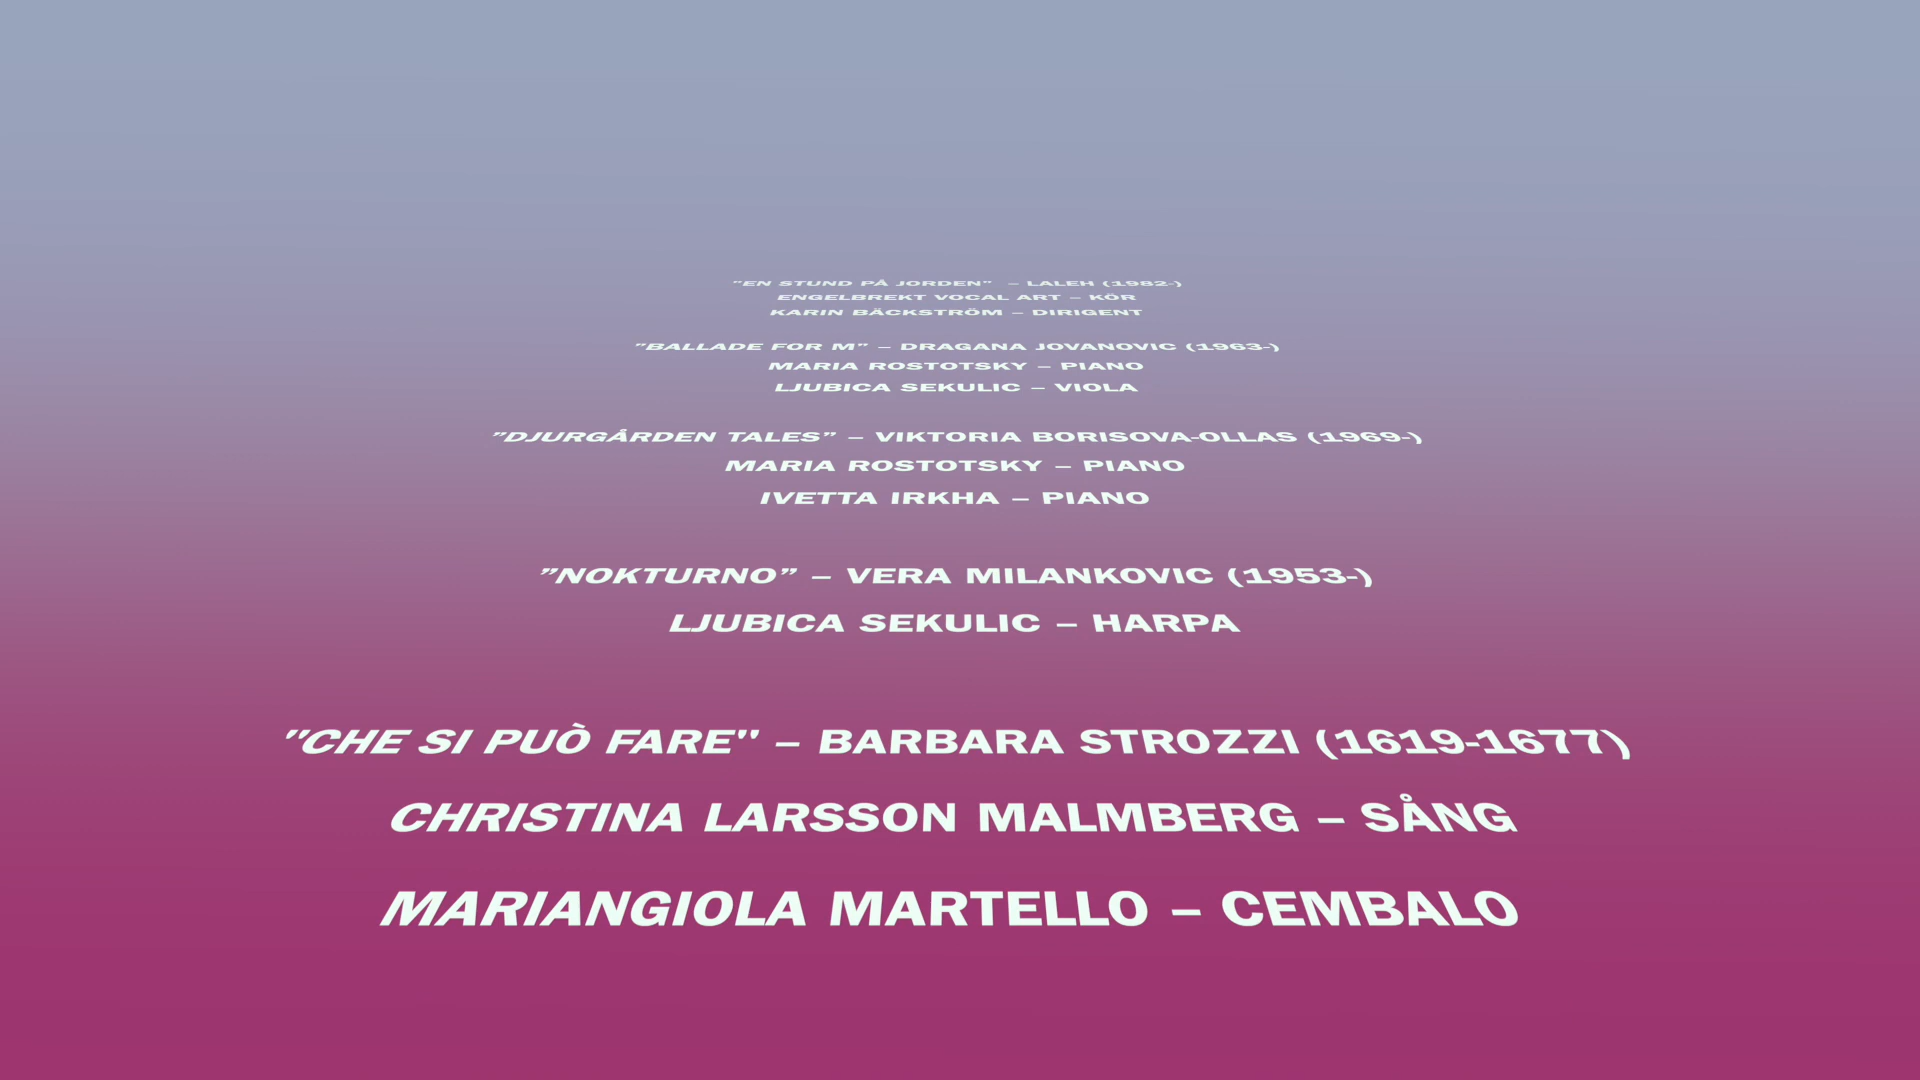 "EN STUND PÅ JORDEN" – LALEH (1982-)
ENGELBREKT VOCAL ART – KÖR
KARIN BÄCKSTRÖM – DIRIGENT
"BALLADE FOR M" – DRAGANA JOVANOVIC (1963-)
MARIA ROSTOTSKY – PIANO
LJUBICA SEKULIC – VIOLA
”DJURGÅRDEN TALES” – VIKTORIA BORISOVA-OLLAS (1969-)
MARIA ROSTOTSKY – PIANO
IVETTA IRKHA – PIANO
”NOKTURNO” – VERA MILANKOVIC (1953-)
LJUBICA SEKULIC – HARPA
"CHE SI PUÒ FARE" – BARBARA STROZZI (1619-1677)
CHRISTINA LARSSON MALMBERG – SÅNG
MARIANGIOLA MARTELLO – CEMBALO